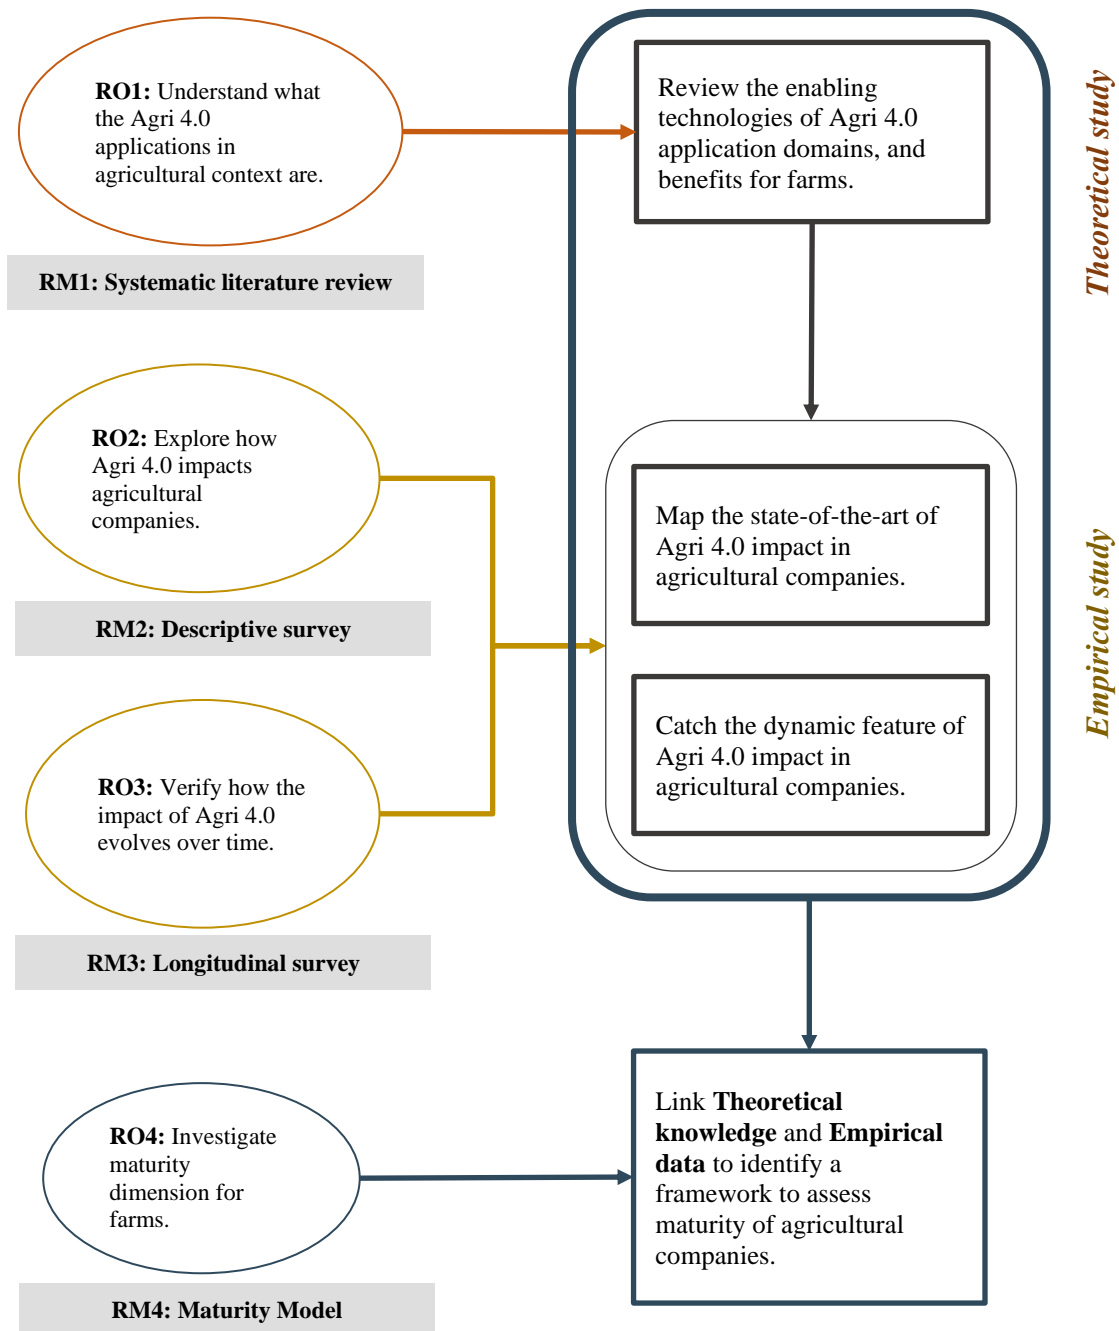 RO1: Understand what
the Agri 4.0
applications in
agricultural context are.
RM1: Systematic literature review
Review the enabling
technologies of Agri 4.0
application domains, and
benefits for farms.
Theoretical study
RO2: Explore how
Agri 4.0 impacts
agricultural
companies.
RM2: Descriptive survey
Map the state-of-the-art of
Agri 4.0 impact in
agricultural companies.
Empirical study
RO3: Verify how the
impact of Agri 4.0
evolves over time.
RM3: Longitudinal survey
Catch the dynamic feature of
Agri 4.0 impact in
agricultural companies.
RO4: Investigate
maturity
dimension for
farms.
RM4: Maturity Model
Link Theoretical
knowledge and Empirical
data to identify a
framework to assess
maturity of agricultural
companies.